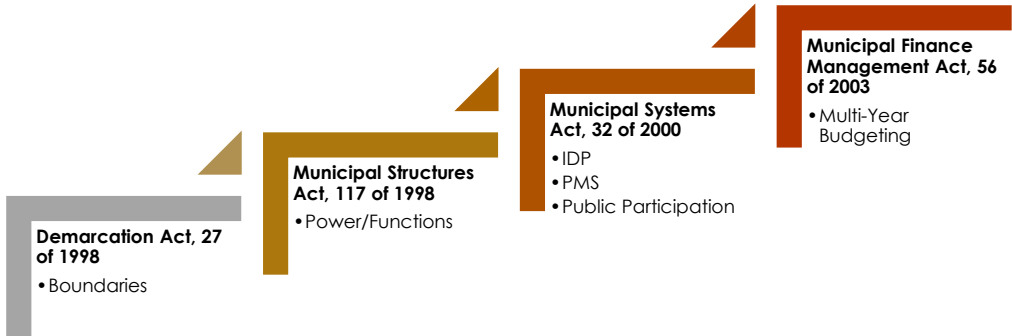 Demarcation Act, 27
of 1998
• Boundaries
Municipal Structures
Act, 117 of 1998
• Power/Functions
Municipal Systems
Act, 32 of 2000
• IDP
• PMS
• Public Participation
Municipal Finance
Management Act, 56
of 2003
• Multi-Year
Budgeting